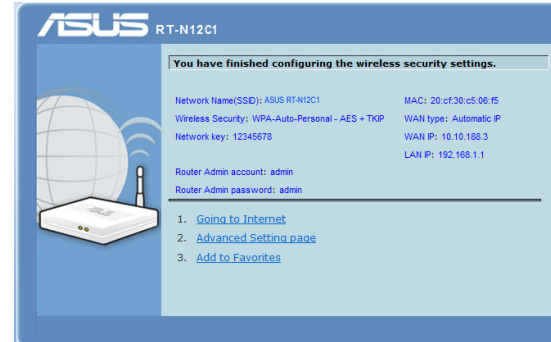 ASUS RT-N12C1
You have finished configuring the wireless security settings.
Network Name(SSID): ASUS RT-N12C1
MAC: 20:cf:30:c5:06:f5
Wireless Security: WPA-Auto-Personal - AES + TKIP
WAN type: Automatic IP
Network key: 12345678
WAN IP: 10.10.188.3
LAN IP: 192.168.1.1
Router Admin account: admin
Router Admin password: admin
1. Going to Internet
2. Advanced Setting page
3. Add to Favorites